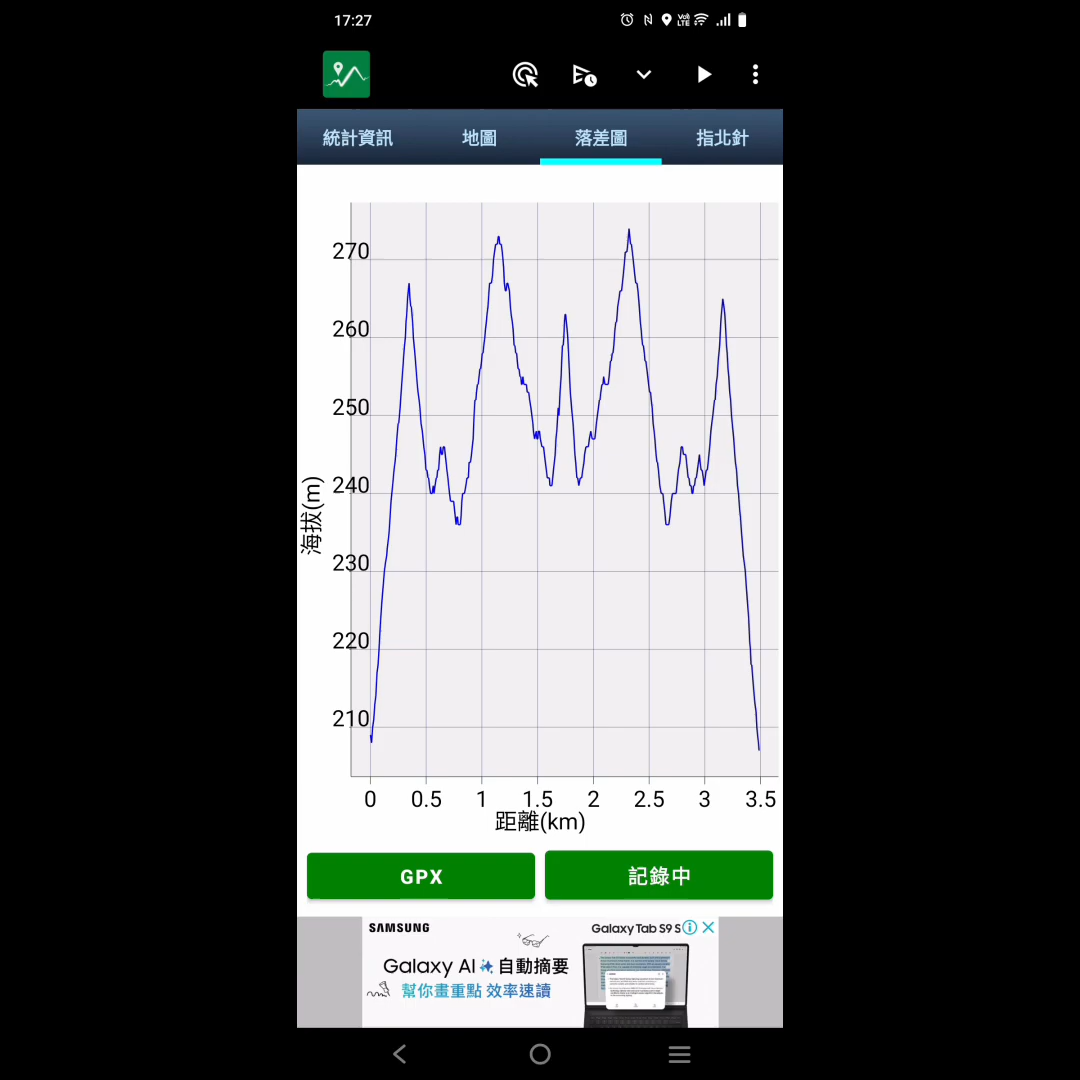 17:27
Vo)
LTE
統計資訊 地圖 落差圖 指北針
270
260
250
240
230
220
210
海拔(m)
0 0.5 1 1.5 2 2.5 3 3.5
距離(km)
GPX 記錄中
SAMSUNG
Galaxy Tab S9 S
Galaxy AI 自動摘要
幫你畫重點 效率速讀